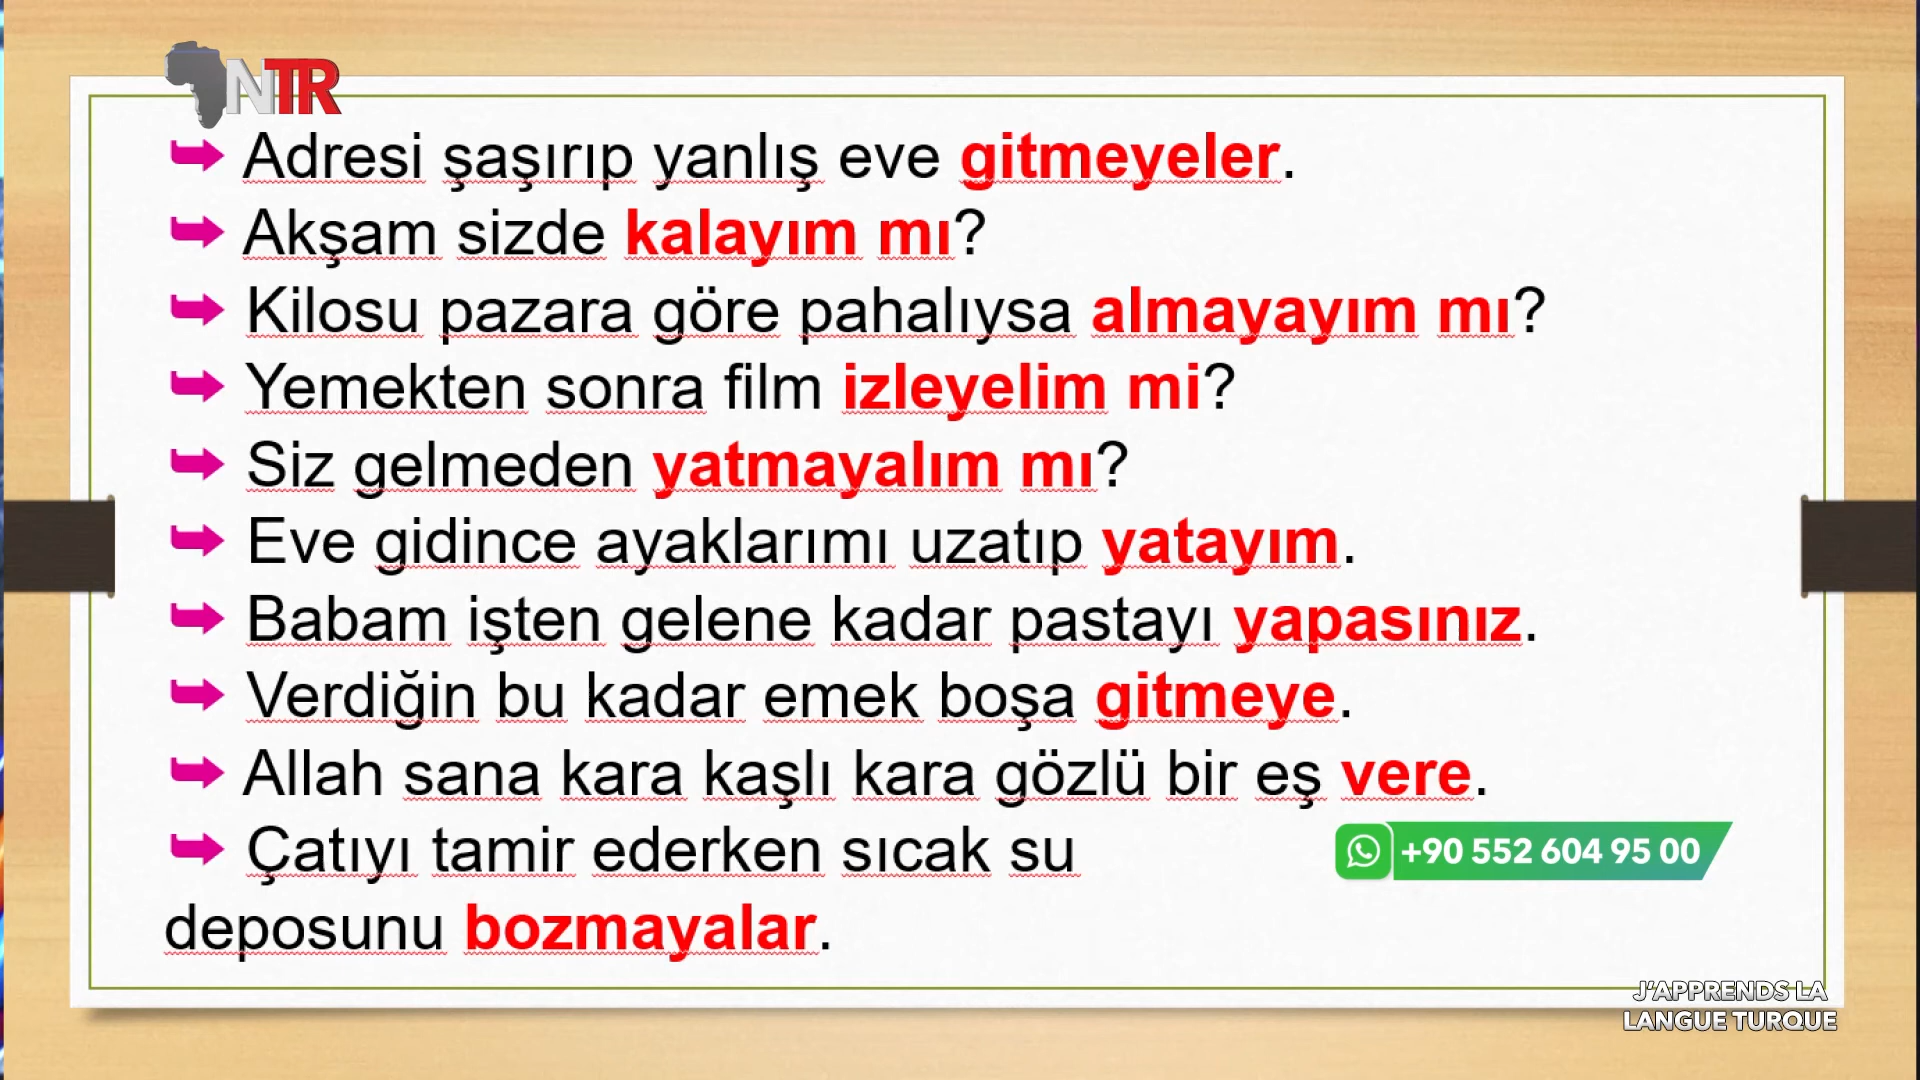 NTR
Adresi şaşırıp yanlış eve gitmeyeler.
Akşam sizde kalayım mı?
Kilosu pazara göre pahalıysa almayayım mı?
Yemekten sonra film izleyelim mi?
Siz gelmeden yatmayalım mı?
Eve gidince ayaklarımı uzatıp yatayım.
Babam işten gelene kadar pastayı yapasınız.
Verdiğin bu kadar emek boşa gitmeye.
Allah sana kara kaşlı kara gözlü bir eş vere.
Çatıyı tamir ederken sıcak su
deposunu bozmayalar.
+90 552 604 95 00
J'APPRENDS LA
LANGUE TURQUE